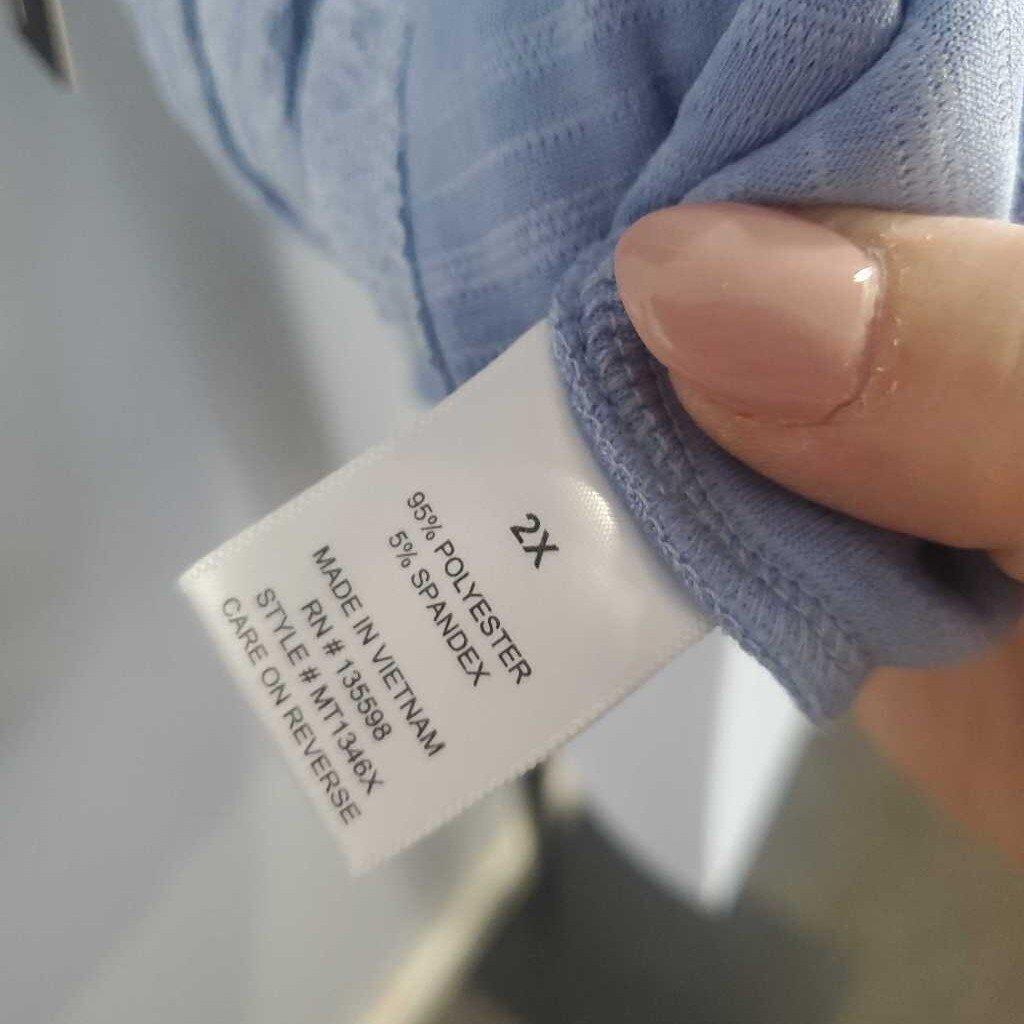 2X
95% POLYESTER
5% SPANDEX
MADE IN VIETNAM
RN # 135598
STYLE # MT1346X
CARE ON REVERSE